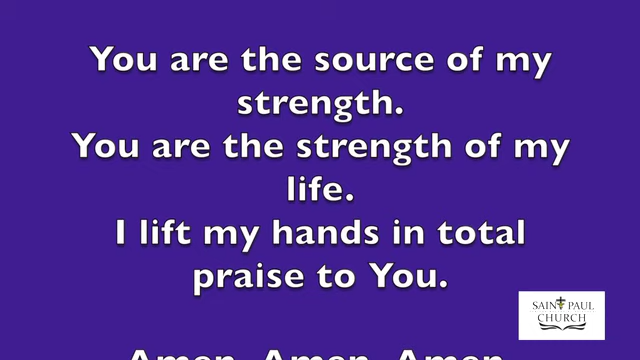 You are the source of my
strength.
You are the strength of my
life.
I lift my hands in total
praise to You.
SAINT PAUL
CHURCH
Amen, Amen, Amen,